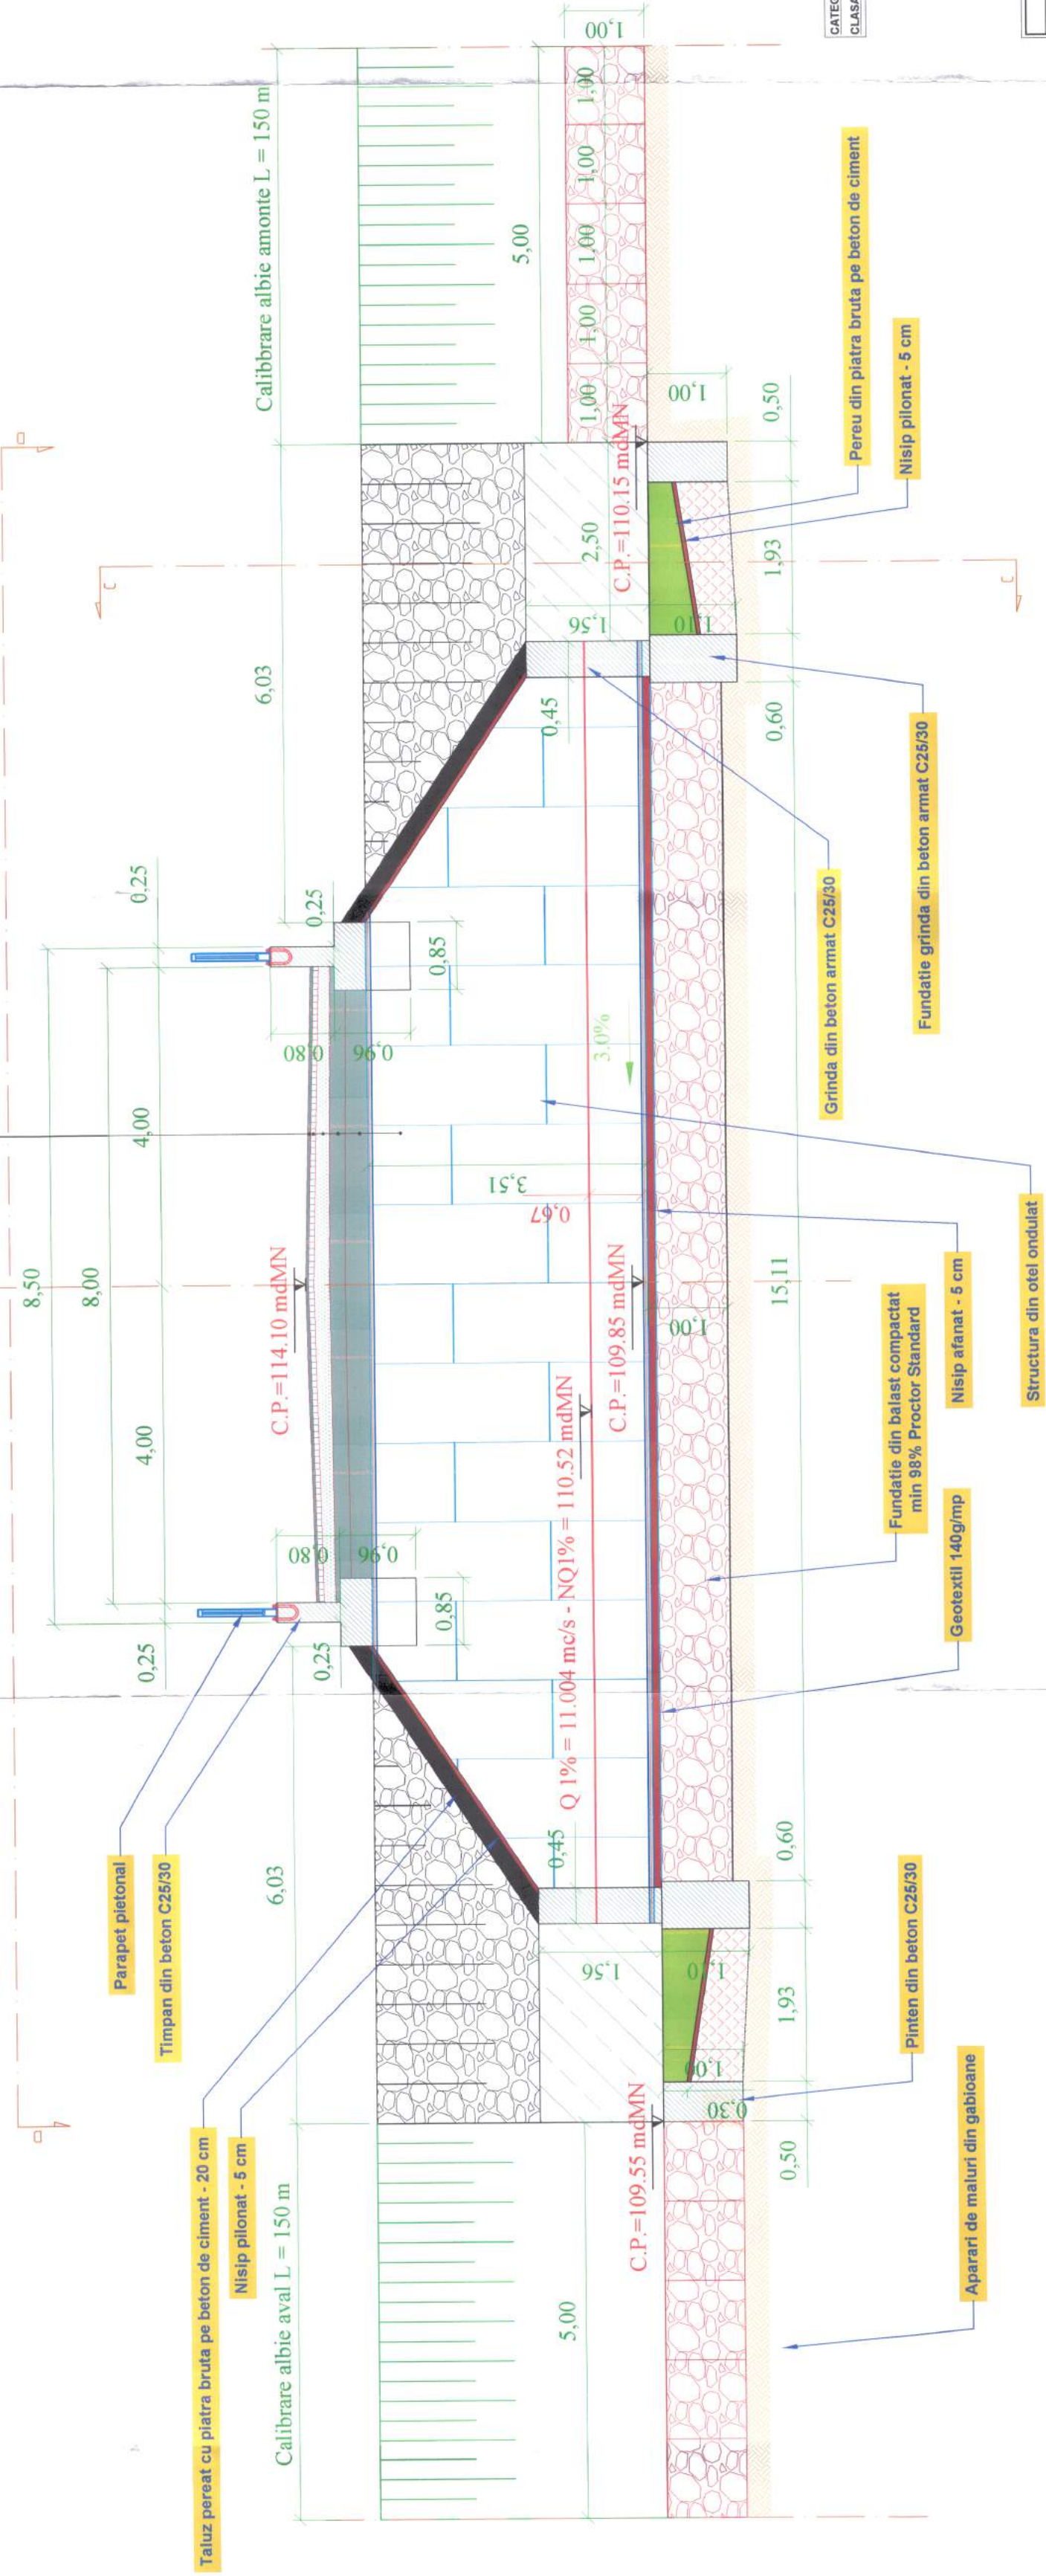 8,50
8,00
0,25
4,00
4,00
0,25
Parapet pietonal
Timpan din beton C25/30
Taluz pereat cu piatra bruta pe beton de ciment - 20 cm
Nisip pilonat - 5 cm
Calibrare albie aval L = 150 m
6,03
0,25
0,80
0,96
0,85
C.P.=114.10 mdMN
0,80
0,96
0,25
0,85
6,03
Calibbrare albie amonte L = 150 m
5,00
1,56
0,45
Q 1% = 11.004 mc/s - NQ1% = 110.52 mdMN
C.P.=109.85 mdMN
3,51
0,67
3.0%
0,45
1,56
2,50
5,00
1,00
1,00
1,00
1,00
1,00
1,00
C.P.=109.55 mdMN
C.P.=110.15 mdMN
0,30
1,00
1,10
1,00
1,10
1,00
0,50
1,93
0,60
15,11
0,60
1,93
0,50
Aparari de maluri din gabioane
Pinten din beton C25/30
Geotextil 140g/mp
Fundatie din balast compactat
min 98% Proctor Standard
Nisip afanat - 5 cm
Structura din otel ondulat
Grinda din beton armat C25/30
Fundatie grinda din beton armat C25/30
Nisip pilonat - 5 cm
Pereu din piatra bruta pe beton de ciment
C
C
CATEG
CLASA